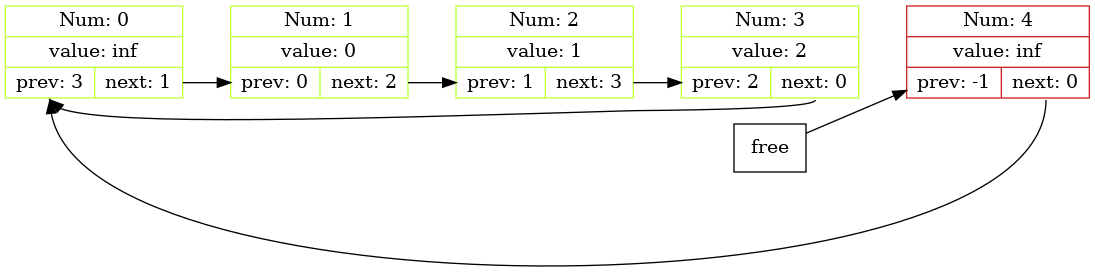 Num: 0
value: inf
prev: 3 next: 1
Num: 1
value: 0
prev: 0 next: 2
Num: 2
value: 1
prev: 1 next: 3
Num: 3
value: 2
prev: 2 next: 0
Num: 4
value: inf
prev: -1 next: 0
free